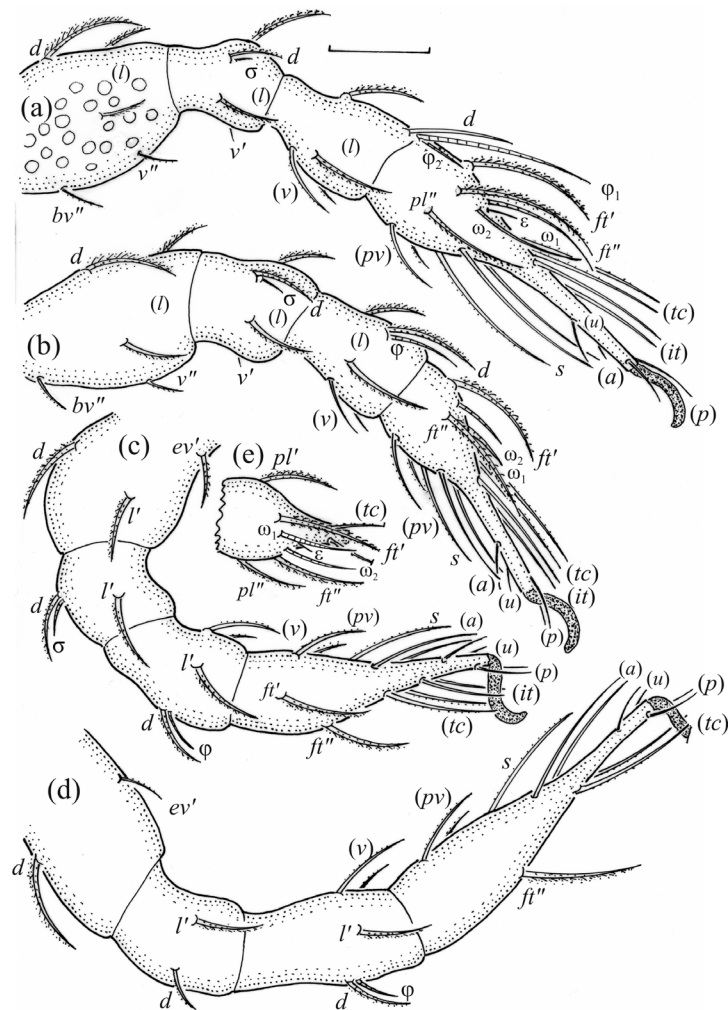 d
d
(l)
σ
(a)
(l)
(l)
d
v"
v'
φ2
φ1
bv"
(v)
pl"
ft'
ε
ω1
ω2
ft"
(pv)
d
(l)
σ
d
(l)
(tc)
(l)
φ
(u)
(it)
(b)
v"
v'
d
s
(a)
bv"
(v)
ft"
(p)
ω2
ft'
ω1
(c)
ev'
d
(e)
pl'
(pv)
(tc)
s
l'
ω1
ft'
ε
ω2
(tc)
(a)
(it)
pl"
ft"
(u)
d
l'
(v)
(pv)
s
(a)
(p)
σ
(u)
l'
(p)
ft'
(it)
(a)
(u)
(p)
(tc)
d
φ
ft"
(tc)
(d)
s
ev'
(pv)
(v)
d
l'
l'
ft"
d
d
φ